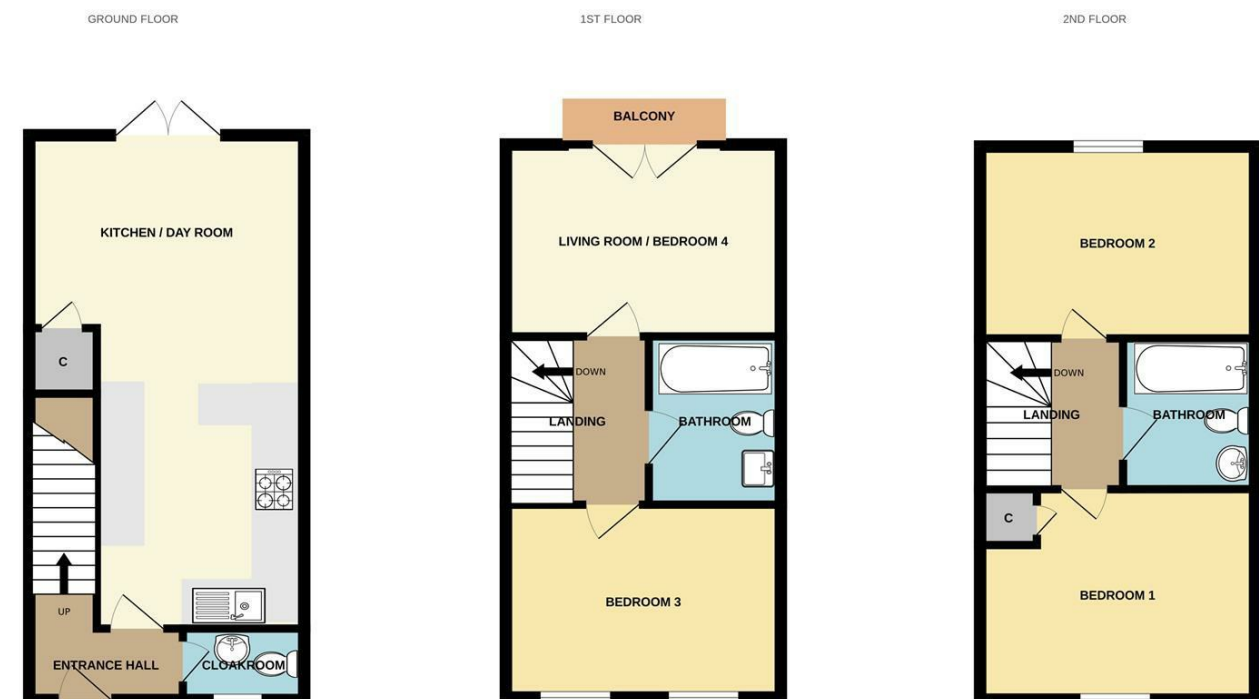 GROUND FLOOR
KITCHEN / DAY ROOM
C
UP
ENTRANCE HALL
CLOAKROOM
1ST FLOOR
BALCONY
LIVING ROOM / BEDROOM 4
DOWN
LANDING
BATHROOM
BEDROOM 3
2ND FLOOR
BEDROOM 2
DOWN
LANDING
BATHROOM
C
BEDROOM 1